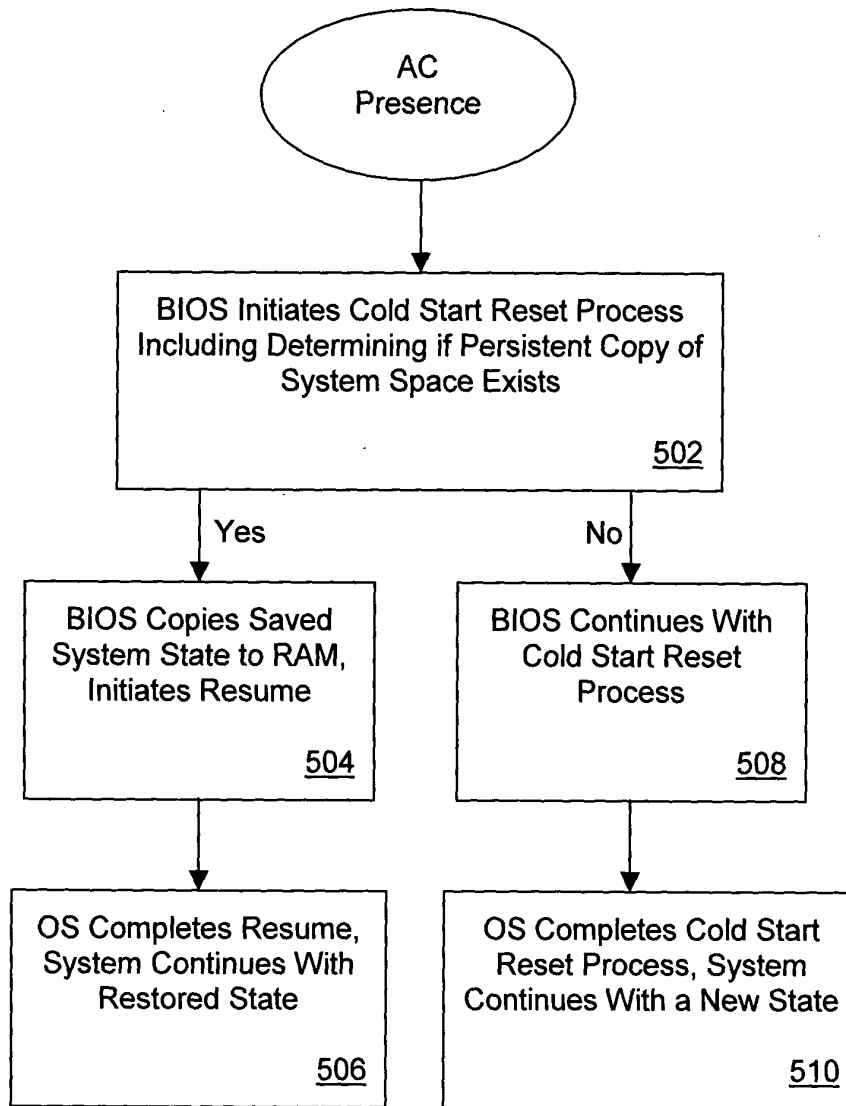 AC
Presence
BIOS Initiates Cold Start Reset Process
Including Determining if Persistent Copy of
System Space Exists
502
Yes
No
BIOS Copies Saved
System State to RAM,
Initiates Resume
504
BIOS Continues With
Cold Start Reset
Process
508
OS Completes Resume,
System Continues With
Restored State
506
OS Completes Cold Start
Reset Process, System
Continues With a New State
510